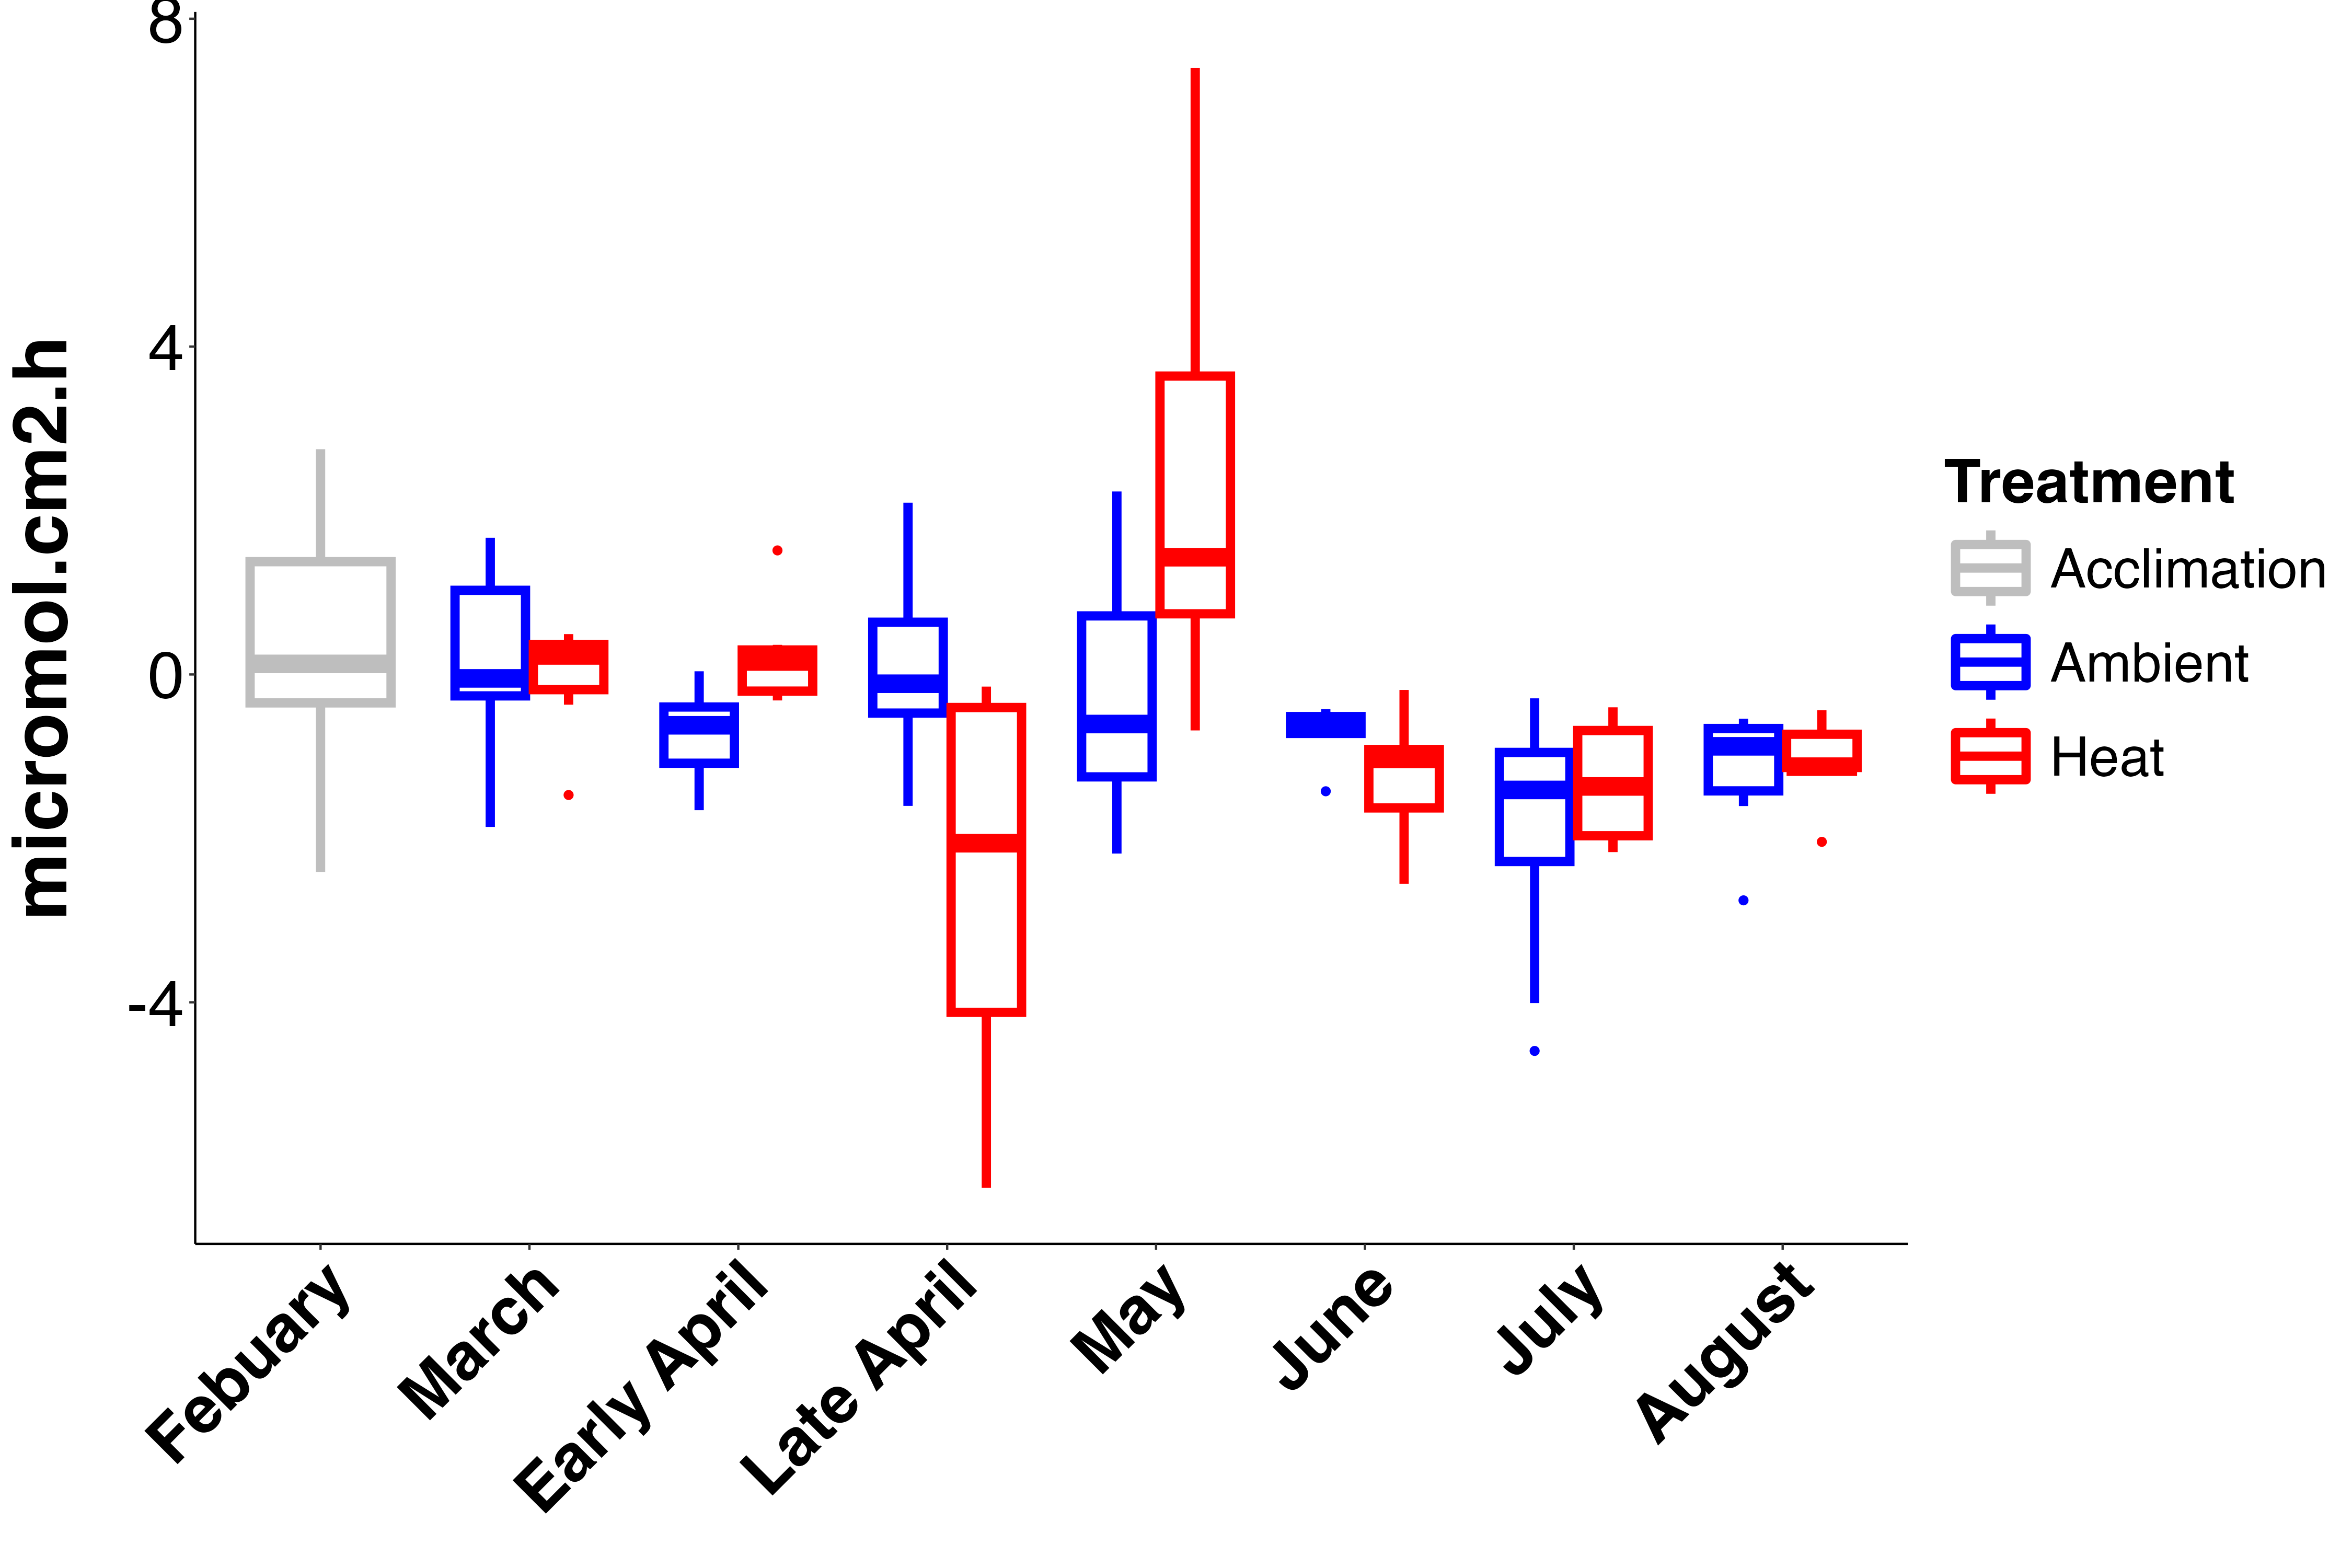 micromol.cm2.h
8
4
0
-4
Febuary
March
Early April
Late April
May
June
July
August
Treatment
Acclimation
Ambient
Heat